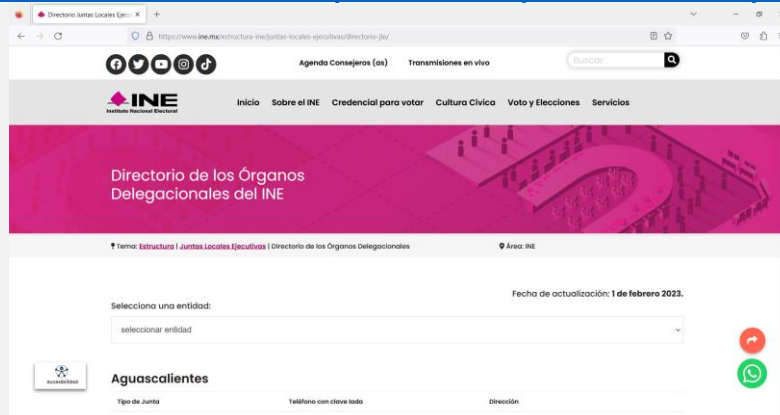 Directorio Juntas Locales Ejecu
https://www.ine.mx/estructura-ine/juntas-locales-ejecutivas/directorio-jle/
Agenda Consejeros (as) Transmisiones en vivo Buscar
INE
Instituto Nacional Electoral
Inicio Sobre el INE Credencial para votar Cultura Cívica Voto y Elecciones Servicios
Directorio de los Órganos
Delegacionales del INE
Tema: Estructura | Juntas Locales Ejecutivas | Directorio de los Órganos Delegacionales Área: INE
Fecha de actualización: 1 de febrero 2023.
Selecciona una entidad:
seleccionar entidad
accesibilidad
Aguascalientes
Tipo de Junta Teléfono con clave lada Dirección